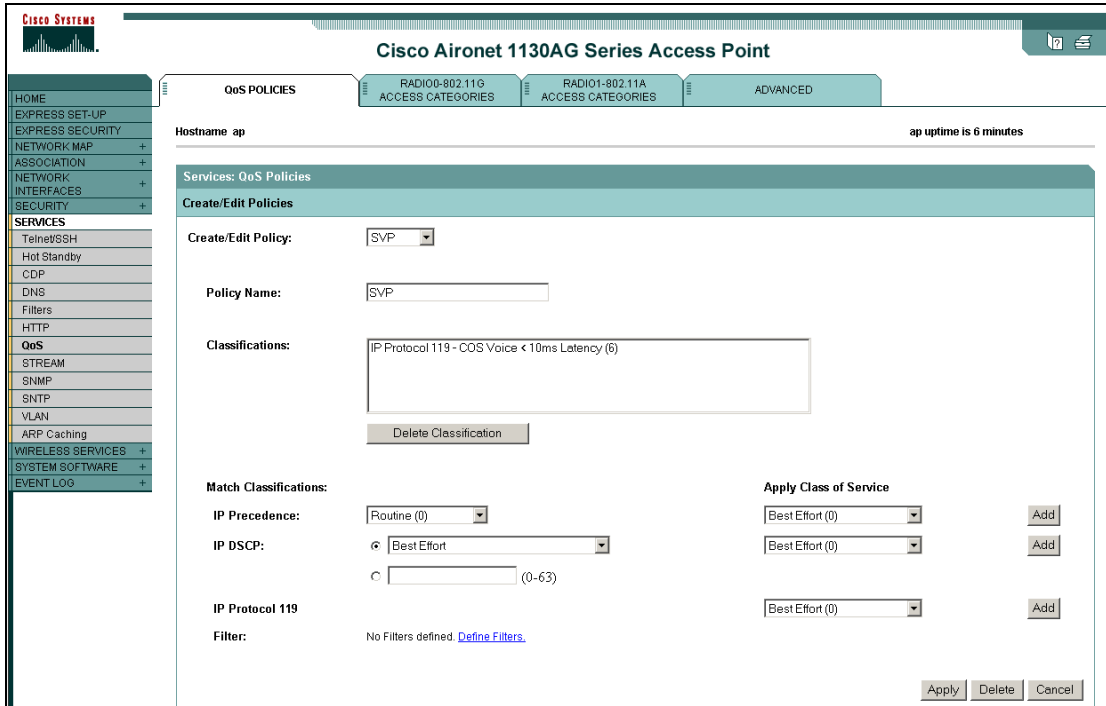 CISCO SYSTEMS
Cisco Aironet 1130AG Series Access Point
QoS POLICIES
RADIO0-802.11G
ACCESS CATEGORIES
RADIO1-802.11A
ACCESS CATEGORIES
ADVANCED
HOME
EXPRESS SET-UP
EXPRESS SECURITY
NETWORK MAP +
ASSOCIATION +
NETWORK
INTERFACES +
SECURITY +
SERVICES
Telnet/SSH
Hot Standby
CDP
DNS
Filters
HTTP
QoS
STREAM
SNMP
SNTP
VLAN
ARP Caching
WIRELESS SERVICES +
SYSTEM SOFTWARE +
EVENT LOG +
Hostname ap
ap uptime is 6 minutes
Services: QoS Policies
Create/Edit Policies
Create/Edit Policy: SVP
Policy Name: SVP
Classifications: IP Protocol 119 - COS Voice < 10ms Latency (6)
Delete Classification
Match Classifications: Apply Class of Service
IP Precedence: Routine (0) Best Effort (0) Add
IP DSCP: Best Effort Best Effort (0) Add
(0-63)
IP Protocol 119 Best Effort (0) Add
Filter: No Filters defined. Define Filters.
Apply Delete Cancel